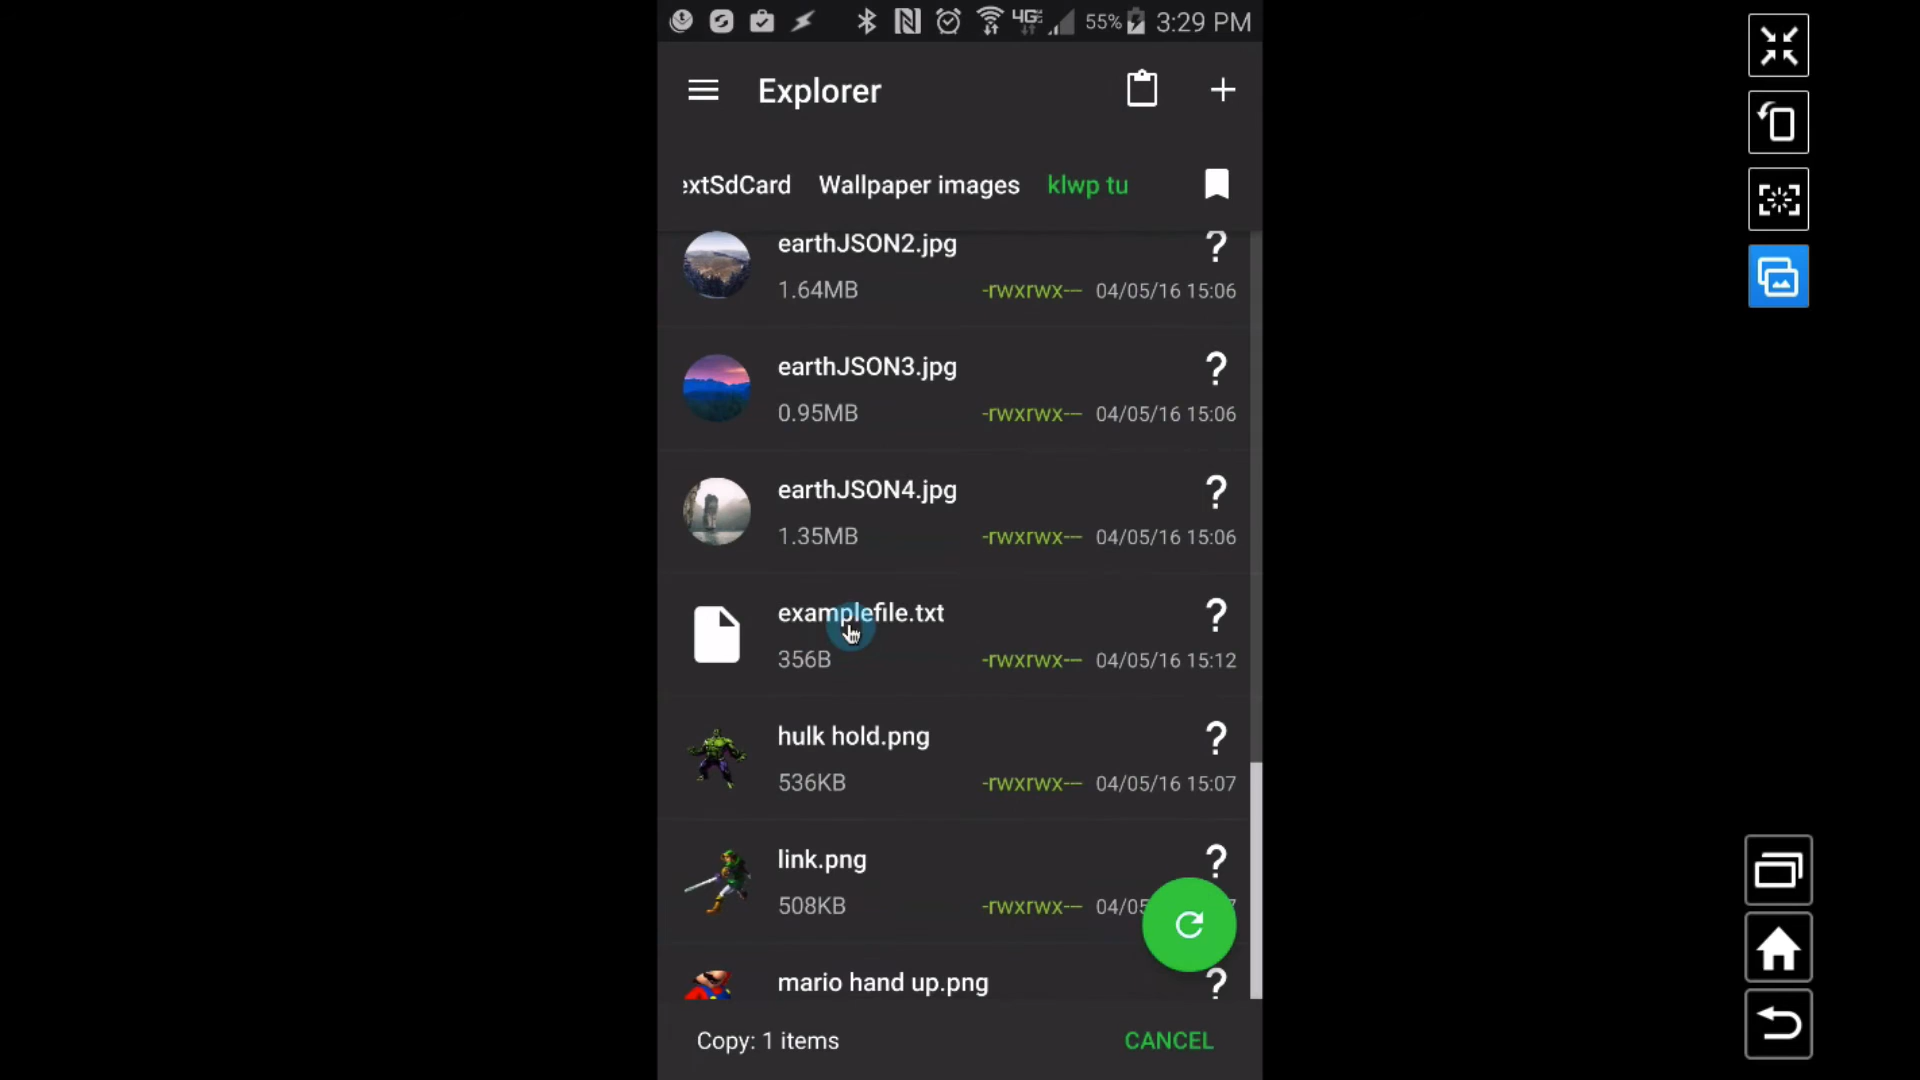 4G 55% 3:29 PM
Explorer
extSdCard Wallpaper images klwp tu
earthJSON2.jpg ?
1.64MB -rwxrwx--- 04/05/16 15:06
earthJSON3.jpg ?
0.95MB -rwxrwx--- 04/05/16 15:06
earthJSON4.jpg ?
1.35MB -rwxrwx--- 04/05/16 15:06
examplefile.txt ?
356B -rwxrwx--- 04/05/16 15:12
hulk hold.png ?
536KB -rwxrwx--- 04/05/16 15:07
link.png ?
508KB -rwxrwx--- 04/05
mario hand up.png ?
Copy: 1 items CANCEL